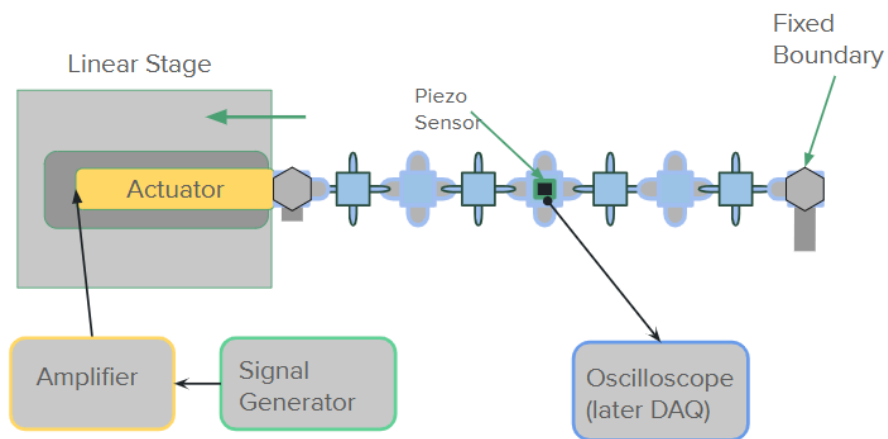 Fixed
Boundary
Linear Stage
Piezo
Sensor
Actuator
Amplifier
Signal
Generator
Oscilloscope
(later DAQ)